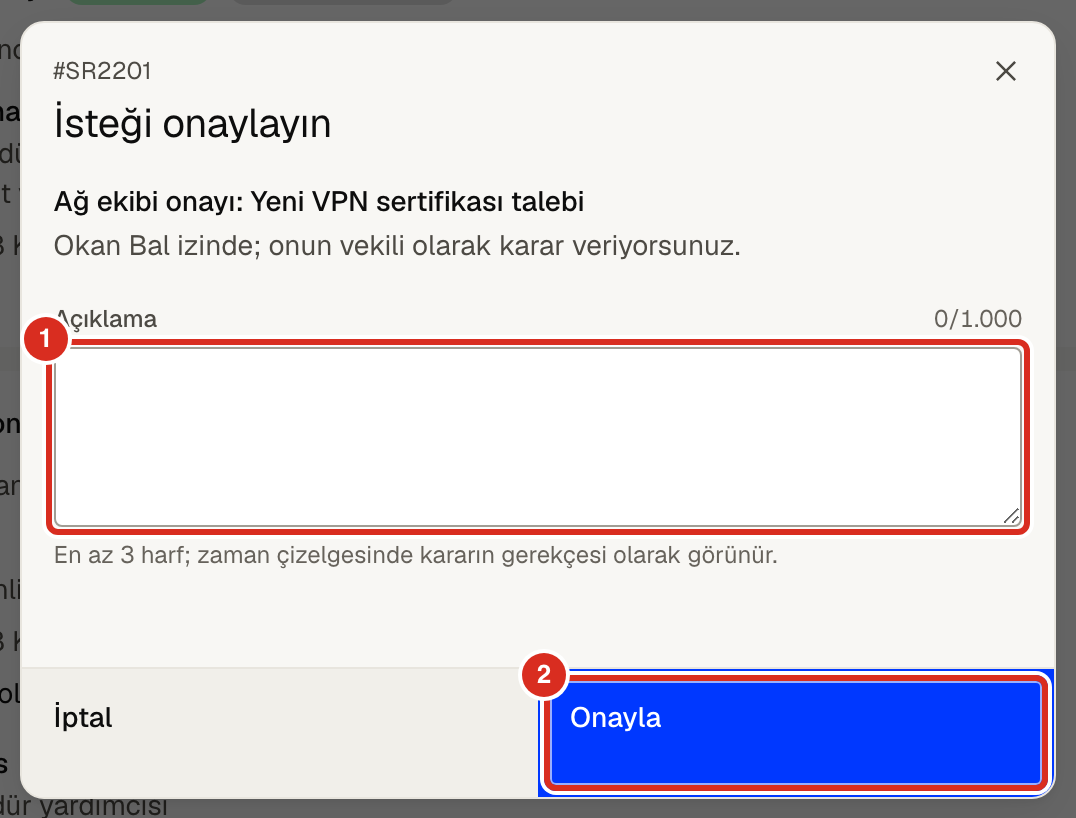 #SR2201
İsteği onaylayın
Ağ ekibi onayı: Yeni VPN sertifikası talebi
Okan Bal izinde; onun vekili olarak karar veriyorsunuz.
Açıklama
0/1.000
1
En az 3 harf; zaman çizelgesinde kararın gerekçesi olarak görünür.
2
İptal
Onayla
yardımcısı